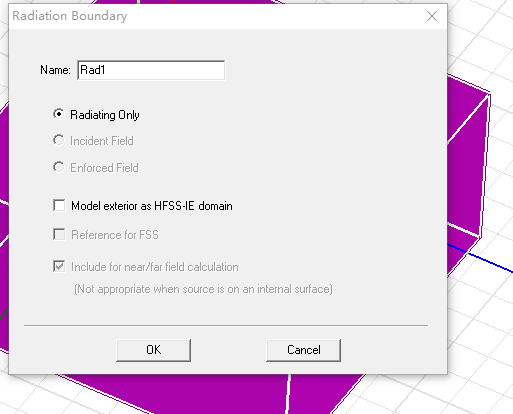 Radiation Boundary
Name: Rad1
Radiating Only
Incident Field
Enforced Field
Model exterior as HFSS-IE domain
Reference for FSS
Include for near/far field calculation
(Not appropriate when source is on an internal surface)
OK Cancel